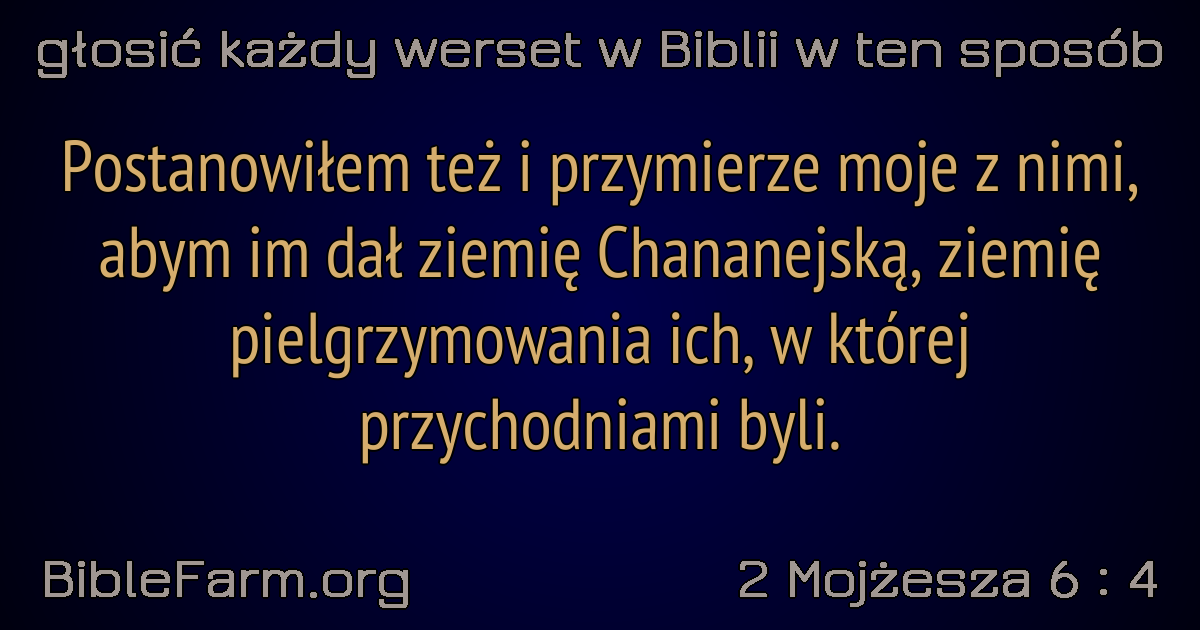 głosić każdy werset w Biblii w ten sposób
Postanowiłem też i przymierze moje z nimi,
abym im dał ziemię Chananejską, ziemię
pielgrzymowania ich, w której
przychodniami byli.
BibleFarm.org
2 Mojżesza 6 : 4